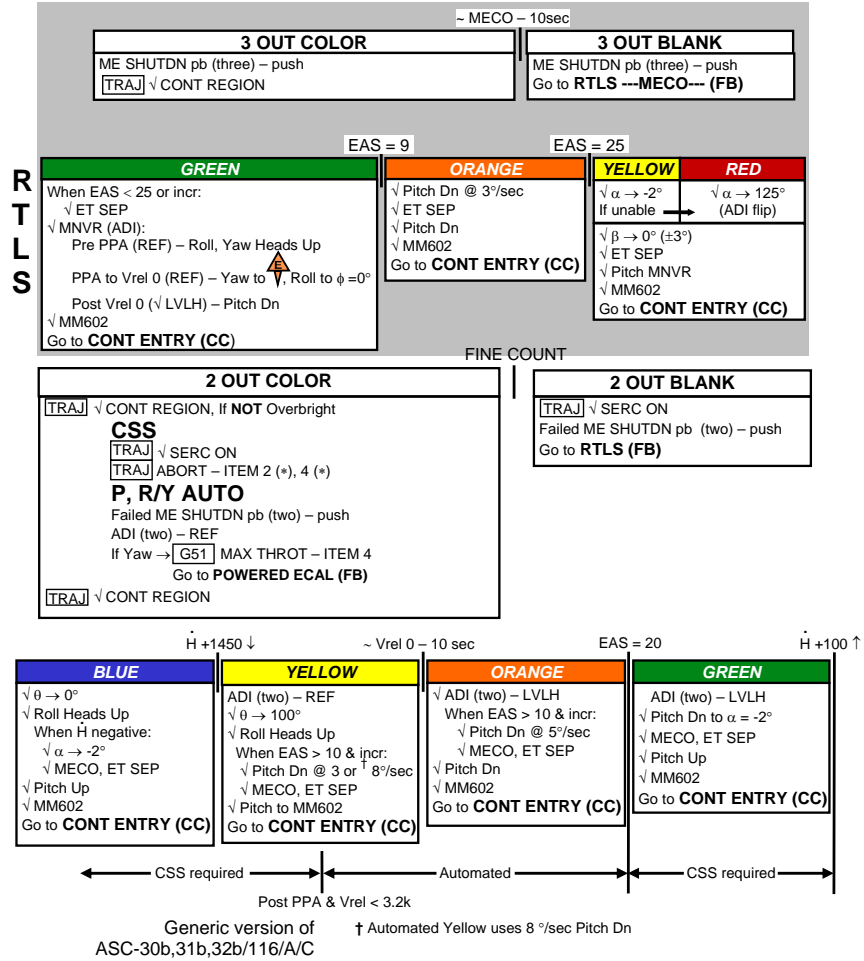 ~ MECO – 10sec
3 OUT COLOR
ME SHUTDN pb (three) – push
TRAJ √ CONT REGION
3 OUT BLANK
ME SHUTDN pb (three) – push
Go to RTLS ---MECO--- (FB)
RTLS
EAS = 9
EAS = 25
GREEN
When EAS < 25 or incr:
√ ET SEP
√ MNVR (ADI):
Pre PPA (REF) – Roll, Yaw Heads Up
E
PPA to Vrel 0 (REF) – Yaw to , Roll to ϕ =0°
Post Vrel 0 (√ LVLH) – Pitch Dn
√ MM602
Go to CONT ENTRY (CC)
ORANGE
√ Pitch Dn @ 3°/sec
√ ET SEP
√ Pitch Dn
√ MM602
Go to CONT ENTRY (CC)
YELLOW
√ α → -2°
If unable →
RED
√ α → 125°
(ADI flip)
√ β → 0° (±3°)
√ ET SEP
√ Pitch MNVR
√ MM602
Go to CONT ENTRY (CC)
FINE COUNT
2 OUT COLOR
TRAJ √ CONT REGION, If NOT Overbright
CSS
TRAJ √ SERC ON
TRAJ ABORT – ITEM 2 (∗), 4 (∗)
P, R/Y AUTO
Failed ME SHUTDN pb (two) – push
ADI (two) – REF
If Yaw → G51 MAX THROT – ITEM 4
Go to POWERED ECAL (FB)
TRAJ √ CONT REGION
2 OUT BLANK
TRAJ √ SERC ON
Failed ME SHUTDN pb (two) – push
Go to RTLS (FB)
Ḣ +1450 ↓
~ Vrel 0 – 10 sec
EAS = 20
Ḣ +100 ↑
BLUE
√ θ → 0°
√ Roll Heads Up
When Ḣ negative:
√ α → -2°
√ MECO, ET SEP
√ Pitch Up
√ MM602
Go to CONT ENTRY (CC)
YELLOW
ADI (two) – REF
√ θ → 100°
√ Roll Heads Up
When EAS > 10 & incr:
√ Pitch Dn @ 3 or † 8°/sec
√ MECO, ET SEP
√ Pitch to MM602
Go to CONT ENTRY (CC)
ORANGE
√ ADI (two) – LVLH
When EAS > 10 & incr:
√ Pitch Dn @ 5°/sec
√ MECO, ET SEP
√ Pitch Dn
√ MM602
Go to CONT ENTRY (CC)
GREEN
ADI (two) – LVLH
√ Pitch Dn to α = -2°
√ MECO, ET SEP
√ Pitch Up
√ MM602
Go to CONT ENTRY (CC)
CSS required
Automated
CSS required
Post PPA & Vrel < 3.2k
Generic version of
ASC-30b,31b,32b/116/A/C
† Automated Yellow uses 8 °/sec Pitch Dn